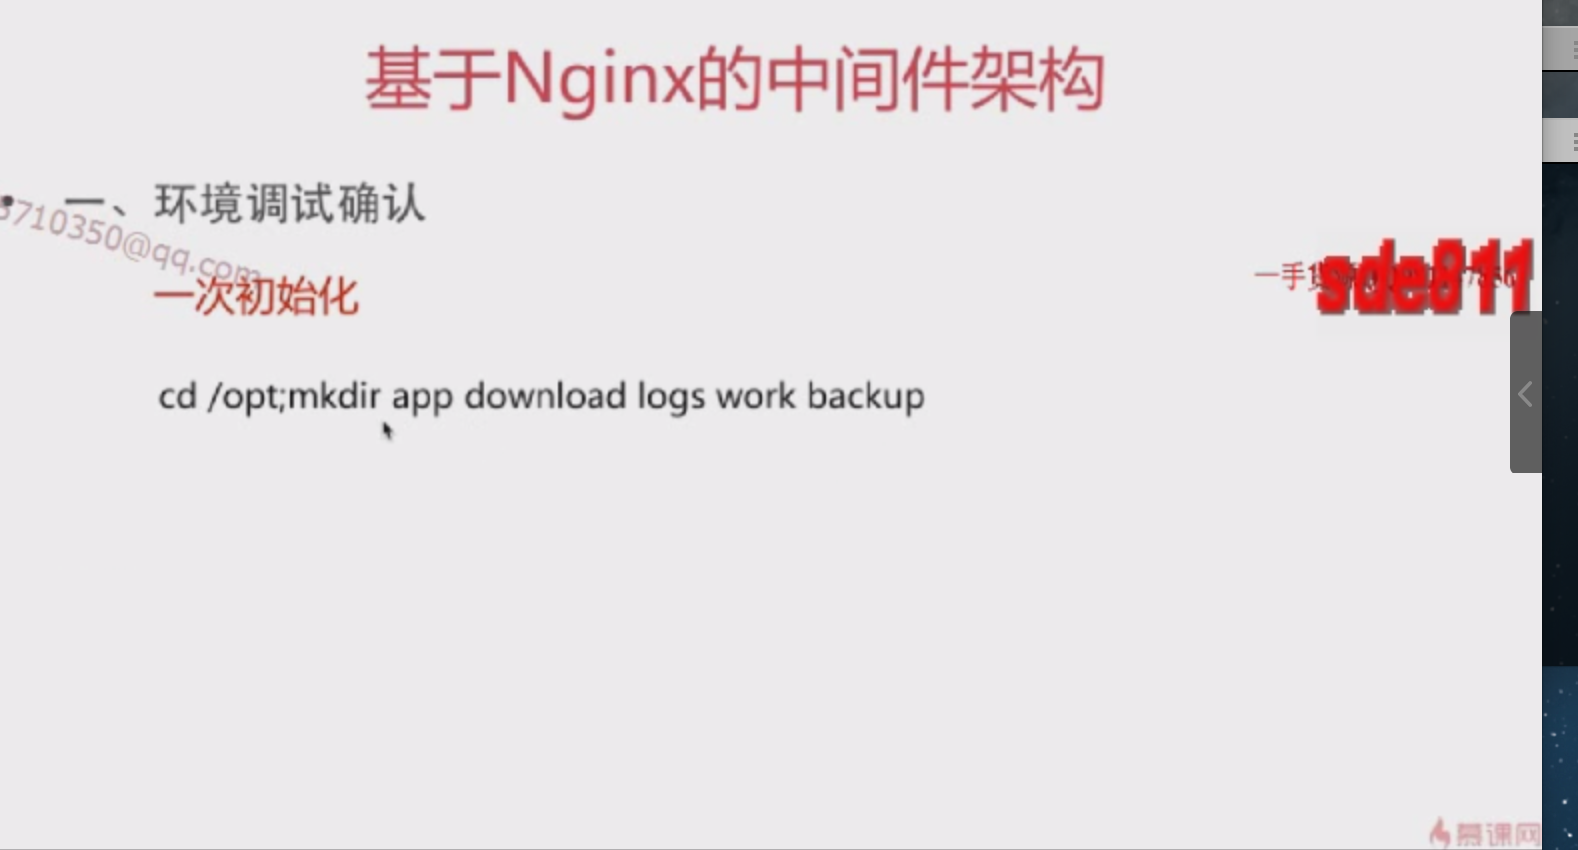 基于Nginx的中间件架构
• 一、环境调试确认
3710350@qq.com
一手 sde811
一次初始化
cd /opt;mkdir app download logs work backup
慕课网